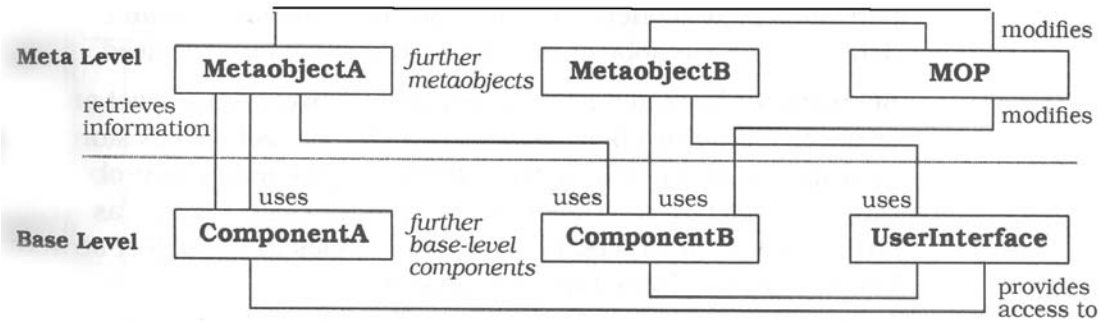 modifies
Meta Level
MetaobjectA
further
metaobjects
MetaobjectB
MOP
retrieves
information
modifies
uses
uses
uses
uses
Base Level
ComponentA
further
base-level
components
ComponentB
UserInterface
provides
access to